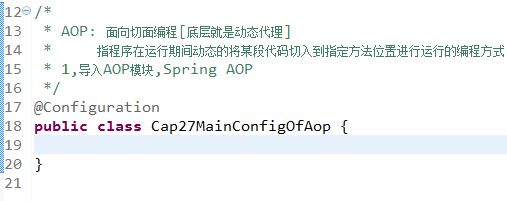 12 /*
13  * AOP: 面向切面编程[底层就是动态代理]
14  *      指程序在运行期间动态的将某段代码切入到指定方法位置进行运行的编程方式
15  * 1,导入AOP模块,Spring AOP
16  */
17 @Configuration
18 public class Cap27MainConfigOfAop {
19
20 }
21